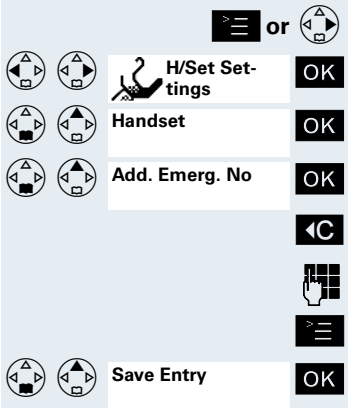 or
H/Set Set-
tings
OK
Handset
OK
Add. Emerg. No
OK
C
Save Entry
OK